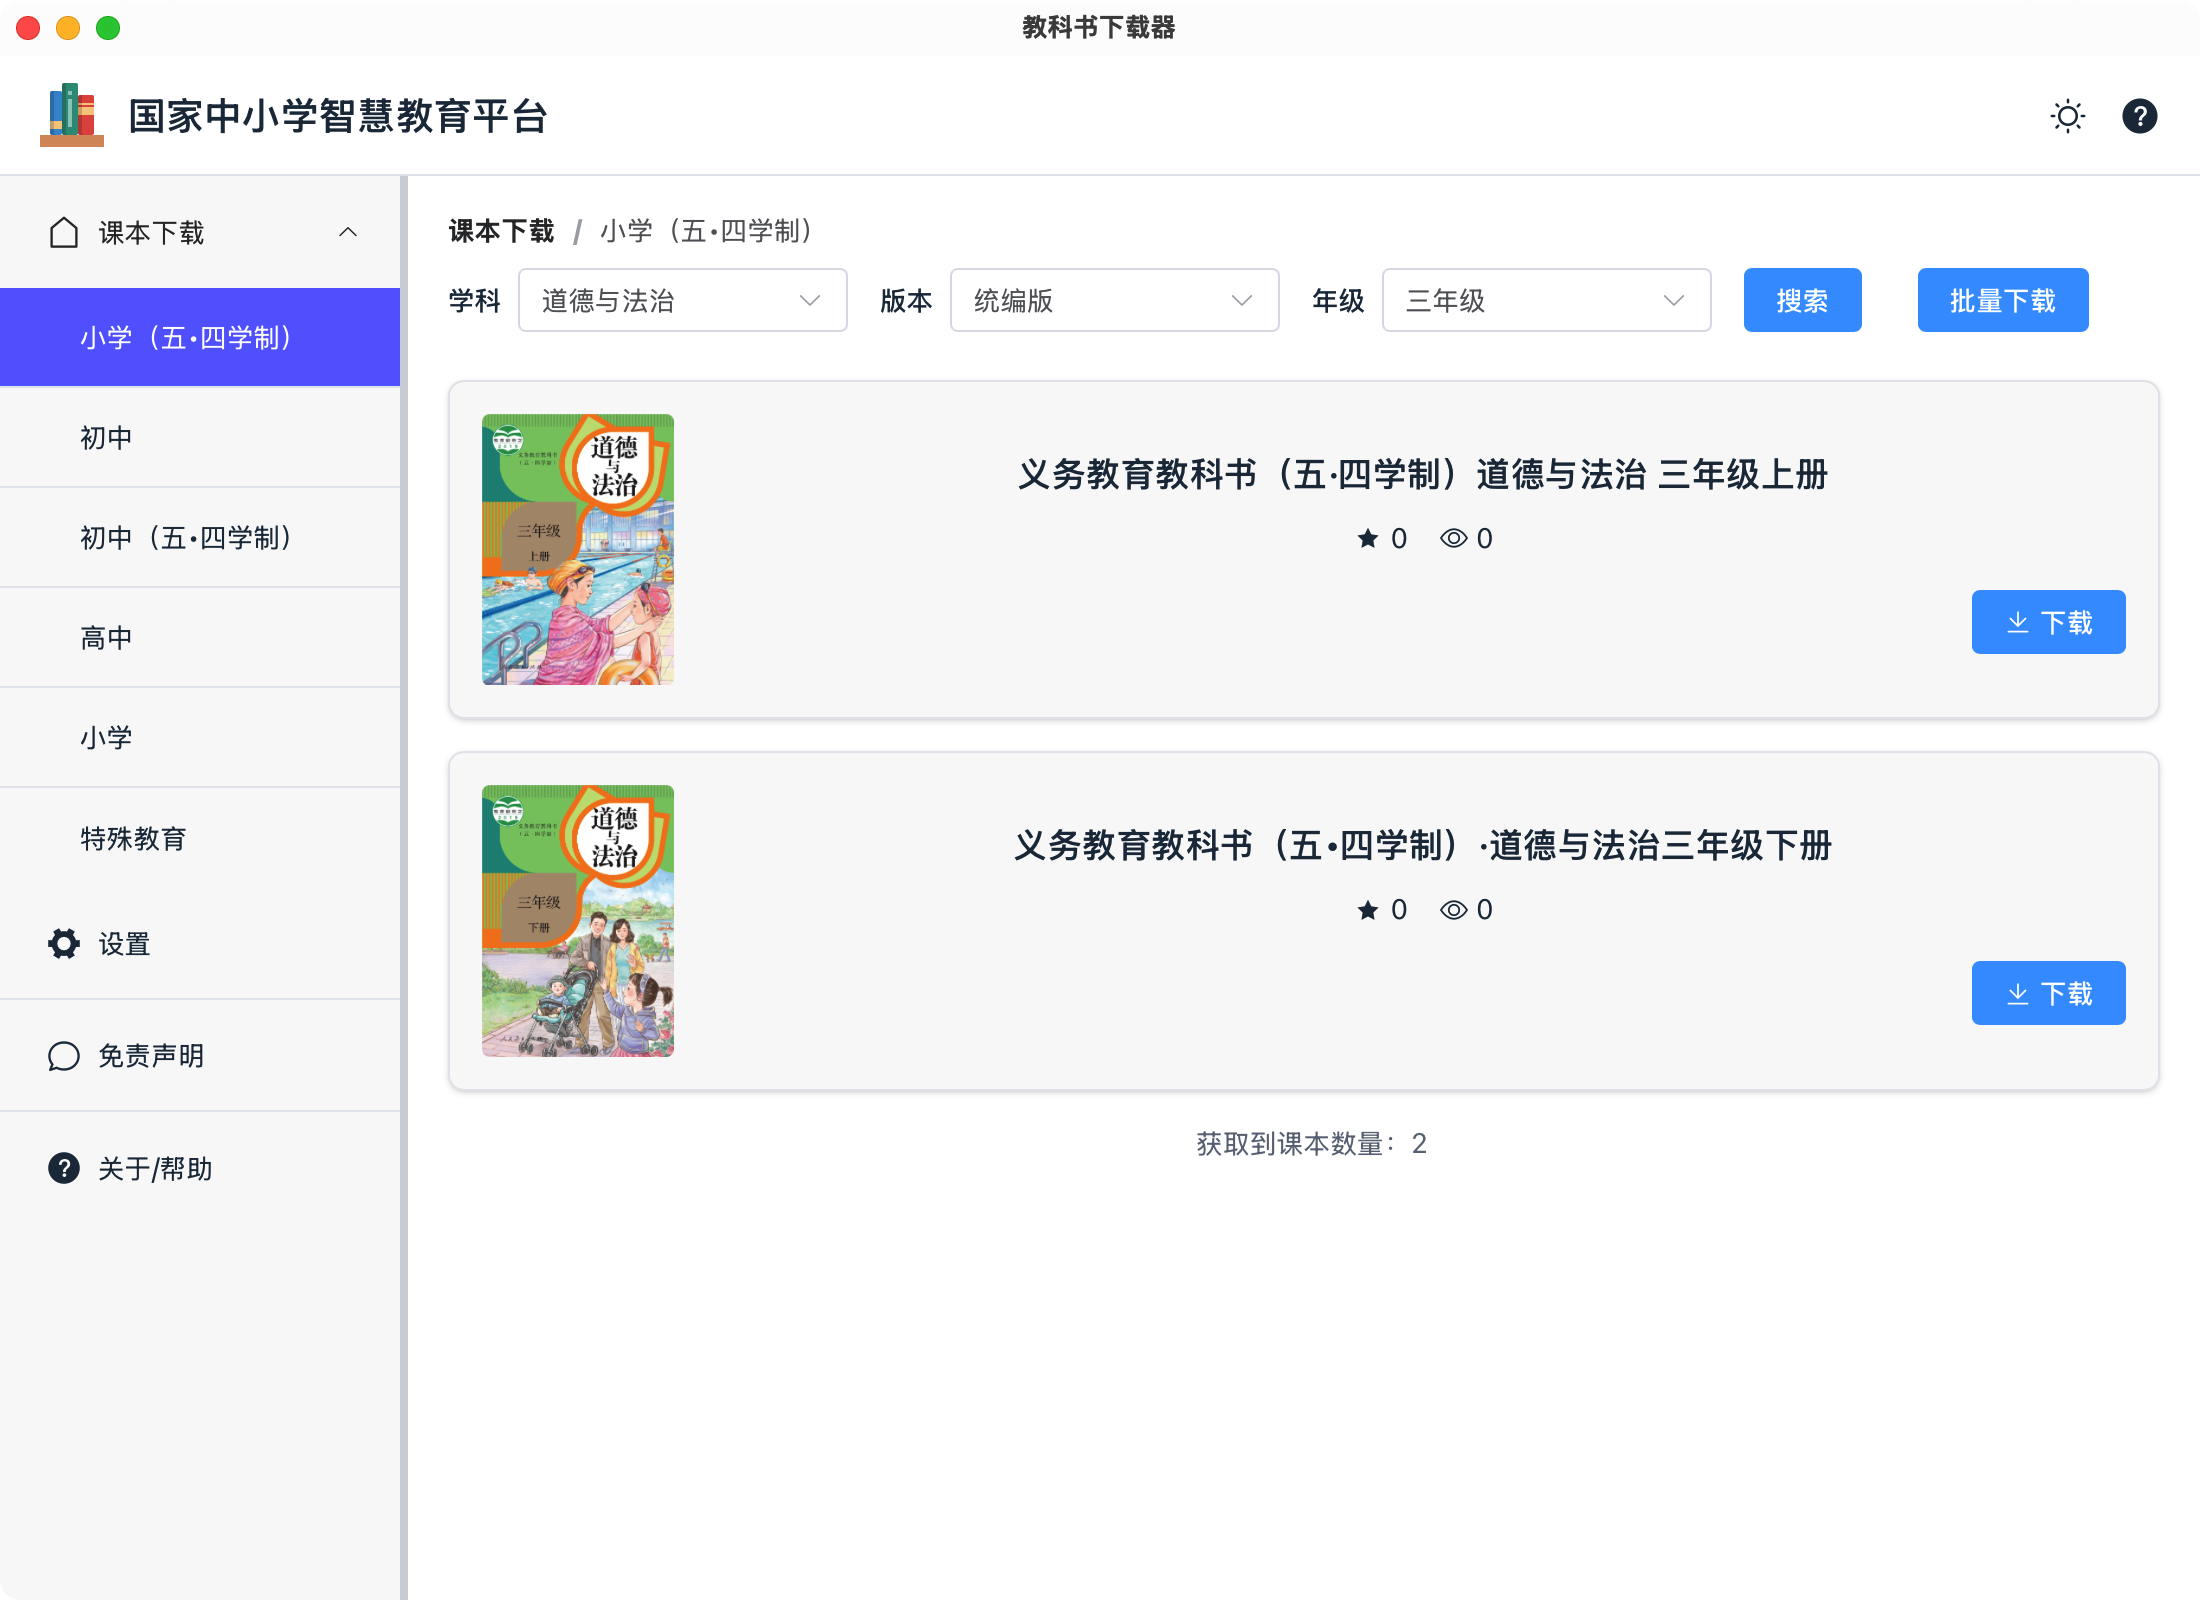 教科书下载器
国家中小学智慧教育平台
课本下载
小学（五•四学制）
初中
初中（五•四学制）
高中
小学
特殊教育
设置
免责声明
关于/帮助
课本下载 / 小学（五•四学制）
学科 道德与法治 版本 统编版 年级 三年级 搜索 批量下载
道德
与
法治
三年级
上册
义务教育教科书（五·四学制）道德与法治 三年级上册
0 0
下载
道德
与
法治
三年级
下册
义务教育教科书（五•四学制）·道德与法治三年级下册
0 0
下载
获取到课本数量：2